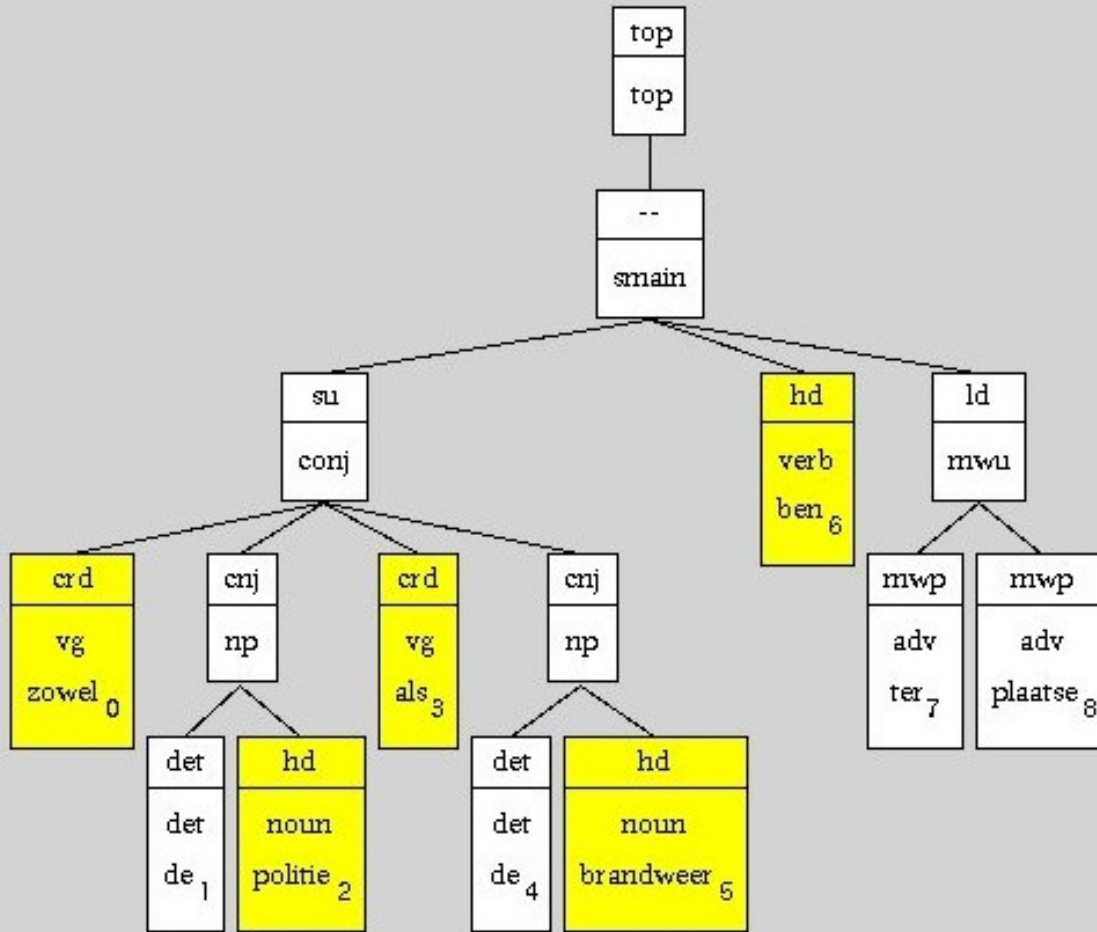 top
top
--
smain
su
conj
hd
verb
ben 6
ld
mwu
crd
vg
zowel 0
cnj
np
crd
vg
als 3
cnj
np
mwp
adv
ter 7
mwp
adv
plaatse 8
det
det
de 1
hd
noun
politie 2
det
det
de 4
hd
noun
brandweer 5